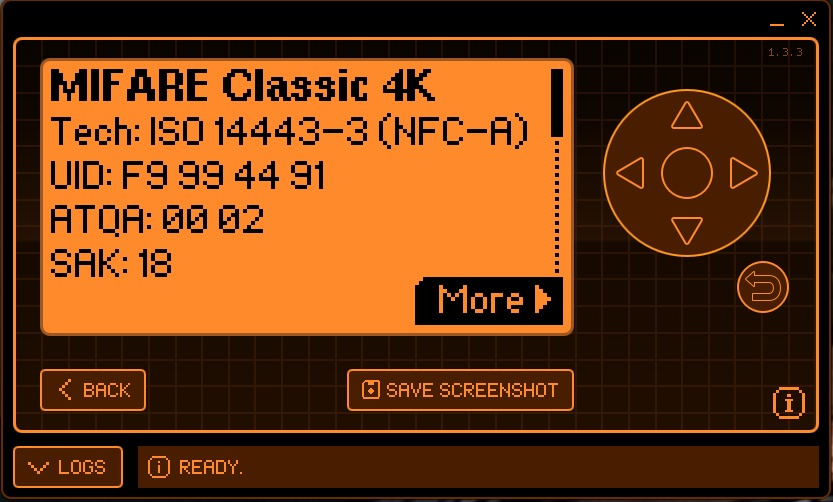 1.3.3
MIFARE Classic 4K
Tech: ISO 14443-3 (NFC-A)
UID: F9 99 44 91
ATQA: 00 02
SAK: 18
More
BACK
SAVE SCREENSHOT
LOGS
READY.